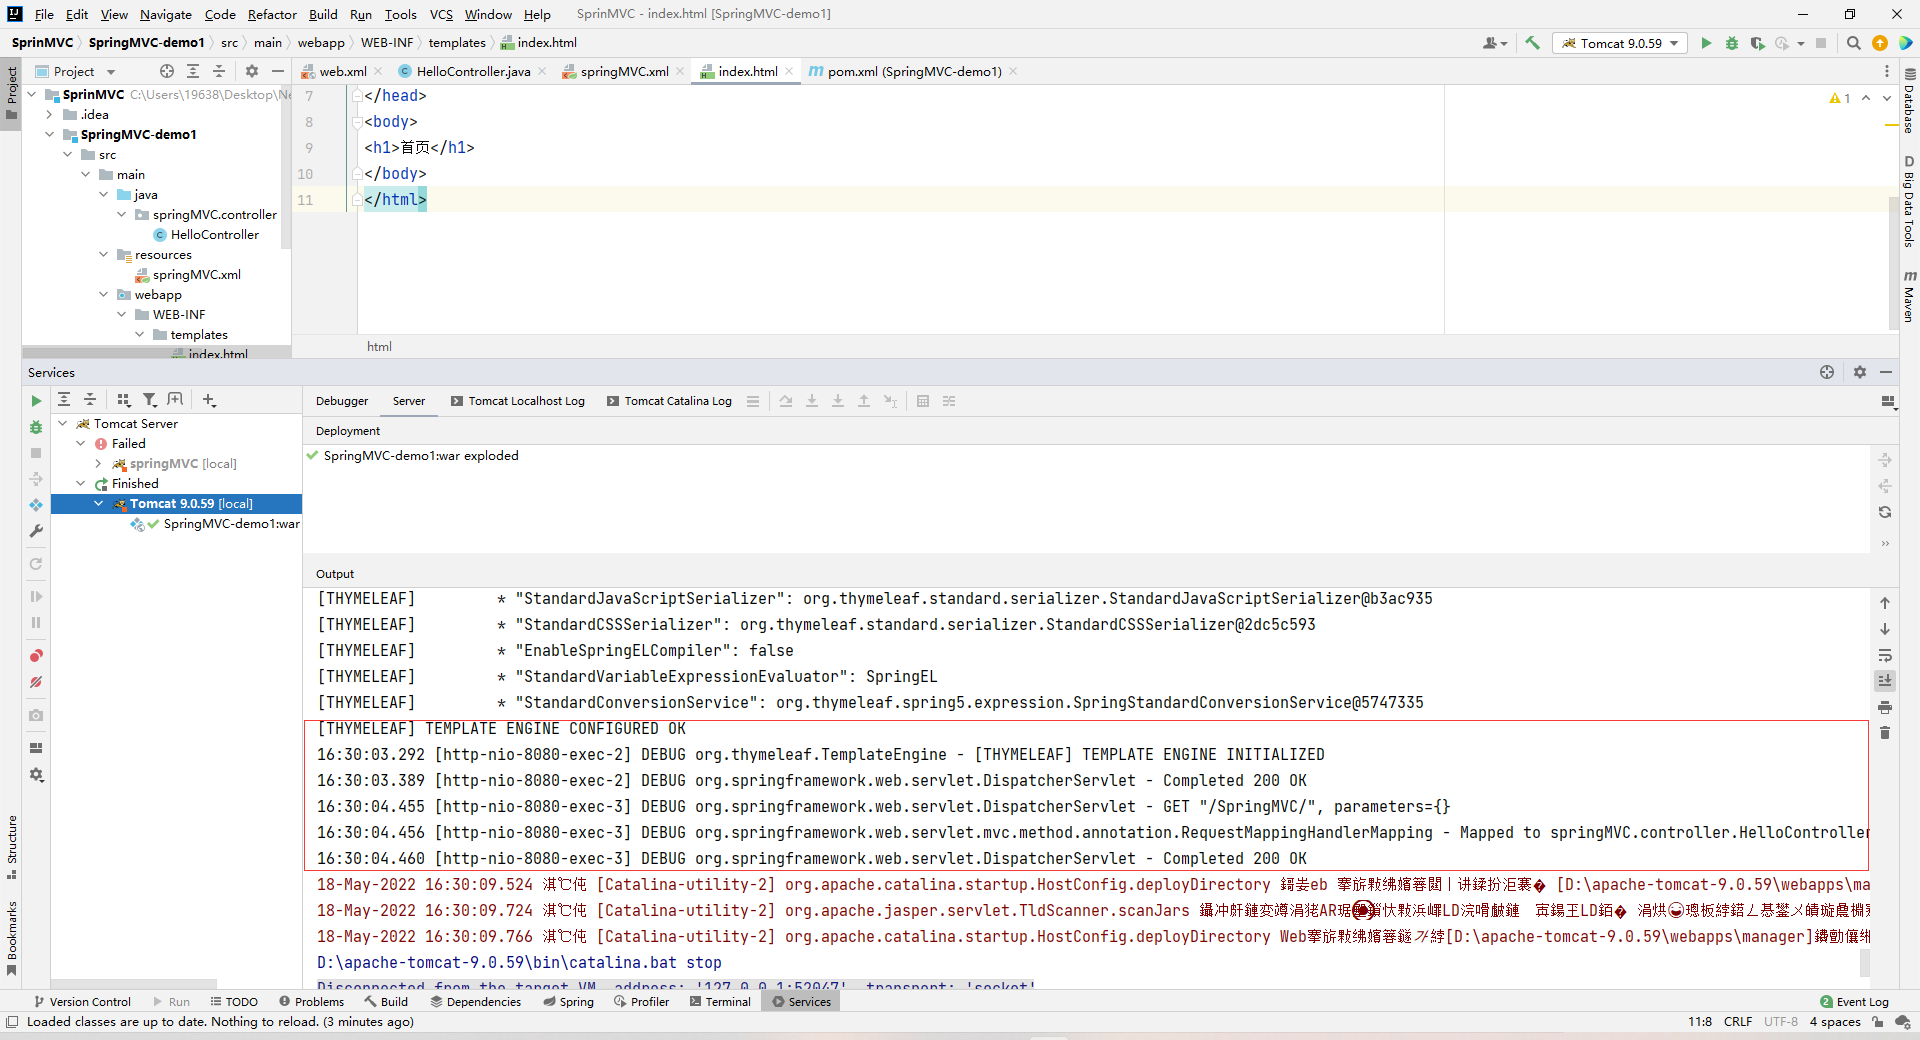 File Edit View Navigate Code Refactor Build Run Tools VCS Window Help SprinMVC - index.html [SpringMVC-demo1]
SprinMVC SpringMVC-demo1 src main webapp WEB-INF templates index.html Tomcat 9.0.59
Project web.xml HelloController.java springMVC.xml index.html pom.xml (SpringMVC-demo1)
Project
SprinMVC C:\Users\19638\Desktop\Ne
.idea
SpringMVC-demo1
src
main
java
springMVC.controller
HelloController
resources
springMVC.xml
webapp
WEB-INF
templates
index.html
7 </head>
8 <body>
9 <h1>首页</h1>
10 </body>
11 </html>
1
html
Database
D Big Data Tools
m Maven
Services
Tomcat Server
Failed
springMVC [local]
Finished
Tomcat 9.0.59 [local]
SpringMVC-demo1:war
Debugger Server Tomcat Localhost Log Tomcat Catalina Log
Deployment
SpringMVC-demo1:war exploded
Output
[THYMELEAF] * "StandardJavaScriptSerializer": org.thymeleaf.standard.serializer.StandardJavaScriptSerializer@b3ac935
[THYMELEAF] * "StandardCSSSerializer": org.thymeleaf.standard.serializer.StandardCSSSerializer@2dc5c593
[THYMELEAF] * "EnableSpringELCompiler": false
[THYMELEAF] * "StandardVariableExpressionEvaluator": SpringEL
[THYMELEAF] * "StandardConversionService": org.thymeleaf.spring5.expression.SpringStandardConversionService@5747335
[THYMELEAF] TEMPLATE ENGINE CONFIGURED OK
16:30:03.292 [http-nio-8080-exec-2] DEBUG org.thymeleaf.TemplateEngine - [THYMELEAF] TEMPLATE ENGINE INITIALIZED
16:30:03.389 [http-nio-8080-exec-2] DEBUG org.springframework.web.servlet.DispatcherServlet - Completed 200 OK
16:30:04.455 [http-nio-8080-exec-3] DEBUG org.springframework.web.servlet.DispatcherServlet - GET "/SpringMVC/", parameters={}
16:30:04.456 [http-nio-8080-exec-3] DEBUG org.springframework.web.servlet.mvc.method.annotation.RequestMappingHandlerMapping - Mapped to springMVC.controller.HelloController
16:30:04.460 [http-nio-8080-exec-3] DEBUG org.springframework.web.servlet.DispatcherServlet - Completed 200 OK
18-May-2022 16:30:09.524 [Catalina-utility-2] org.apache.catalina.startup.HostConfig.deployDirectory [D:\apache-tomcat-9.0.59\webapps\ma
18-May-2022 16:30:09.724 [Catalina-utility-2] org.apache.jasper.servlet.TldScanner.scanJars
18-May-2022 16:30:09.766 [Catalina-utility-2] org.apache.catalina.startup.HostConfig.deployDirectory [D:\apache-tomcat-9.0.59\webapps\manager]
D:\apache-tomcat-9.0.59\bin\catalina.bat stop
Disconnected from the target VM, address: '127.0.0.1:52047', transport: 'socket'
Structure
Bookmarks
Version Control Run TODO Problems Build Dependencies Spring Profiler Terminal Services 2 Event Log
Loaded classes are up to date. Nothing to reload. (3 minutes ago) 11:8 CRLF UTF-8 4 spaces